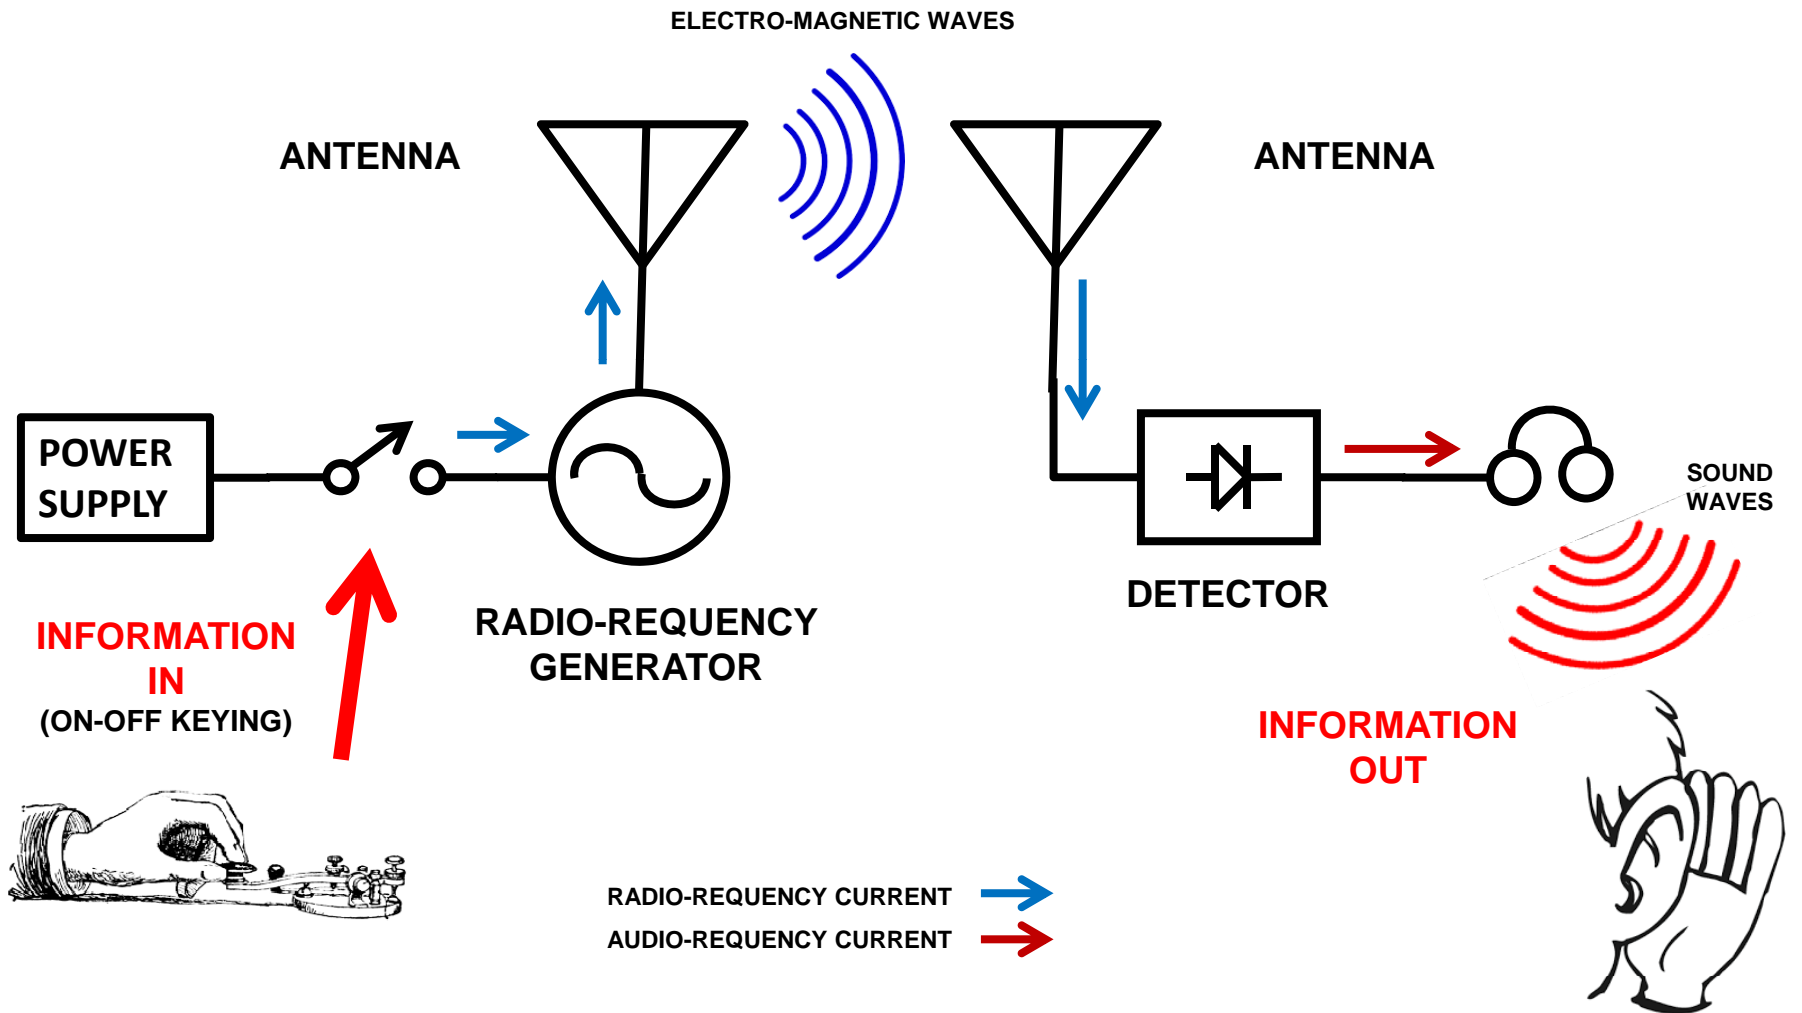 ELECTRO-MAGNETIC WAVES
ANTENNA
ANTENNA
POWER
SUPPLY
SOUND
WAVES
DETECTOR
RADIO-REQUENCY
GENERATOR
INFORMATION
IN
(ON-OFF KEYING)
INFORMATION
OUT
RADIO-REQUENCY CURRENT
AUDIO-REQUENCY CURRENT